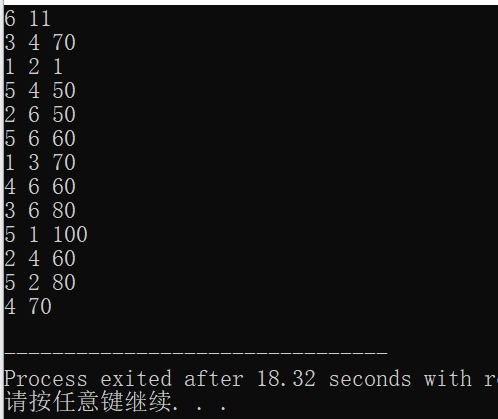 6 11
3 4 70
1 2 1
5 4 50
2 6 50
5 6 60
1 3 70
4 6 60
3 6 80
5 1 100
2 4 60
5 2 80
4 70
--------------------------------
Process exited after 18.32 seconds with r
请按任意键继续. . .